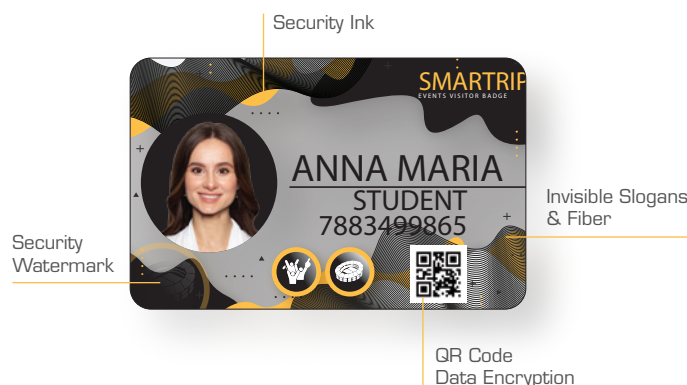 Security Ink
SMARTRIP
EVENTS VISITOR BADGE
ANNA MARIA
STUDENT
7883499865
Invisible Slogans
& Fiber
Security
Watermark
QR Code
Data Encryption